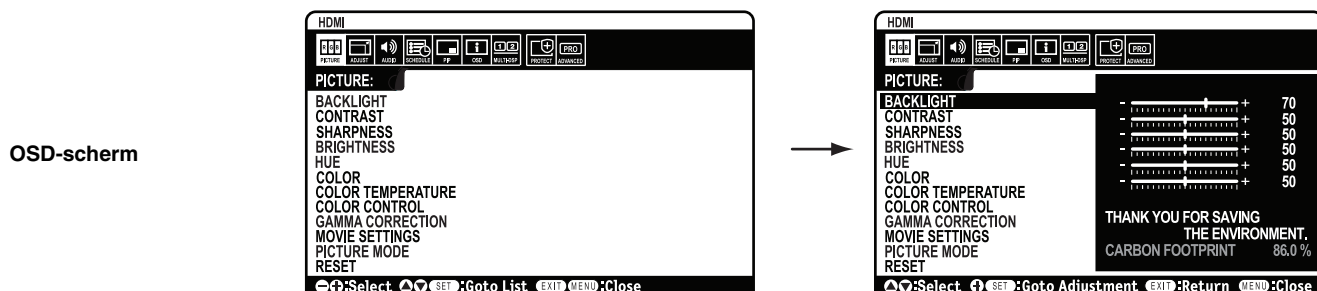 OSD-scherm
HDMI
R G B
PICTURE ADJUST AUDIO SCHEDULE PIP OSD MULTI-DSP PROTECT ADVANCED
1 2
PRO
PICTURE:
BACKLIGHT
CONTRAST
SHARPNESS
BRIGHTNESS
HUE
COLOR
COLOR TEMPERATURE
COLOR CONTROL
GAMMA CORRECTION
MOVIE SETTINGS
PICTURE MODE
RESET
:Select SET :Goto List EXIT MENU :Close
HDMI
R G B
PICTURE ADJUST AUDIO SCHEDULE PIP OSD MULTI-DSP PROTECT ADVANCED
1 2
PRO
PICTURE:
BACKLIGHT - + 70
CONTRAST - + 50
SHARPNESS - + 50
BRIGHTNESS - + 50
HUE - + 50
COLOR - + 50
COLOR TEMPERATURE
COLOR CONTROL
GAMMA CORRECTION
MOVIE SETTINGS
PICTURE MODE
RESET
THANK YOU FOR SAVING
THE ENVIRONMENT.
CARBON FOOTPRINT 86.0 %
:Select SET :Goto Adjustment EXIT :Return MENU :Close